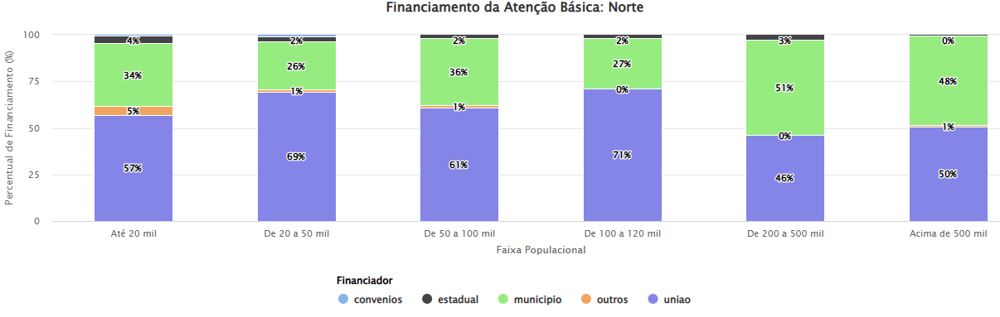 Financiamento da Atenção Básica: Norte
Percentual de Financiamento (%)
100
75
50
25
0
4% 2% 2% 2% 3% 0%
34% 26% 36% 27% 51% 48%
5% 1% 1% 0% 0% 1%
57% 69% 61% 71% 46% 50%
Até 20 mil De 20 a 50 mil De 50 a 100 mil De 100 a 120 mil De 200 a 500 mil Acima de 500 mil
Faixa Populacional
Financiador
convenios estadual municipio outros uniao